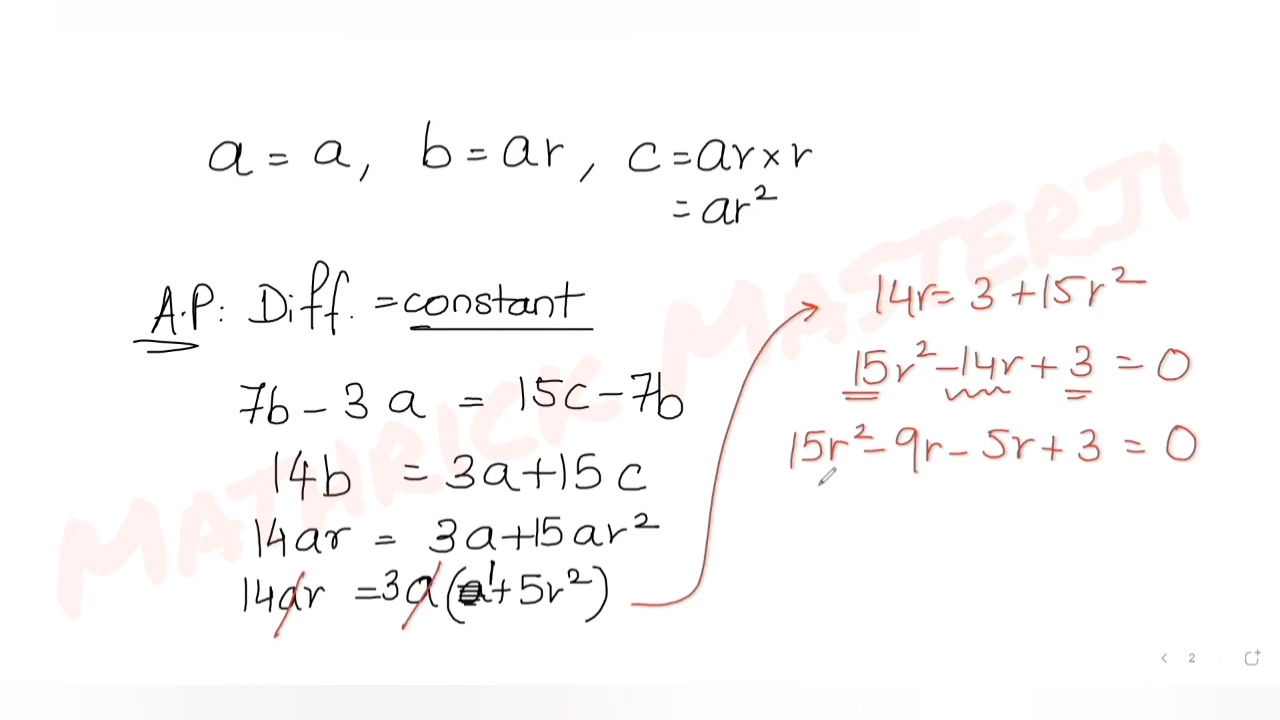 a = a, b = ar, c = ar × r
= ar²
A.P: Diff. = constant
7b - 3a = 15c - 7b
14b = 3a + 15c
14ar = 3a + 15ar²
14ar = 3a(1 + 5r²)
14r = 3 + 15r²
15r² - 14r + 3 = 0
15r² - 9r - 5r + 3 = 0
MATHRICK MASTERJI
< 2 >